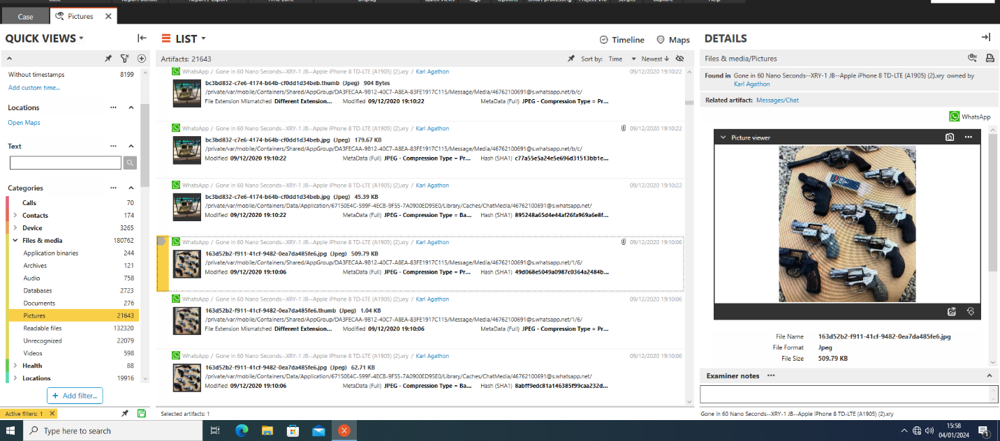 Case Report builder Report / Export Time zone Display Quick views Tags Options Smart processing Project VIC Scripts Capture Help
Case Pictures
QUICK VIEWS
Without timestamps 8199
Add custom time...
Locations
Open Maps
Text
Categories
Calls 70
Contacts 174
Device 3265
Files & media 180762
Application binaries 244
Archives 121
Audio 758
Databases 2723
Documents 276
Pictures 21643
Readable files 132320
Unrecognized 22079
Videos 598
Health 88
Locations 19916
+ Add filter...
Active filters: 1
LIST
Timeline Maps
Artifacts: 21643
Sort by: Time Newest
WhatsApp / Gone in 60 Nano Seconds--XRY-1 JB--Apple iPhone 8 TD-LTE (A1905) (2).xry / Karl Agathon 09/12/2020 19:10:22
bc3bd832-c7e6-4174-b64b-cf0dd1d34beb.thumb (Jpeg) 904 Bytes
/private/var/mobile/Containers/Shared/AppGroup/DA3FECAA-9B12-40C7-A8EA-83FE1917C115/Message/Media/46762100691@s.whatsapp.net/b/c/
File Extension Mismatched Different Extension... Modified 09/12/2020 19:10:22 MetaData (Full) JPEG - Compression Type = Pr...
WhatsApp / Gone in 60 Nano Seconds--XRY-1 JB--Apple iPhone 8 TD-LTE (A1905) (2).xry / Karl Agathon 09/12/2020 19:10:22
bc3bd832-c7e6-4174-b64b-cf0dd1d34beb.jpg (Jpeg) 179.67 KB
/private/var/mobile/Containers/Shared/AppGroup/DA3FECAA-9B12-40C7-A8EA-83FE1917C115/Message/Media/46762100691@s.whatsapp.net/b/c/
Modified 09/12/2020 19:10:22 MetaData (Full) JPEG - Compression Type = Pr... Hash (SHA1) c77a55e5a24e5e696d31513bb1e...
WhatsApp / Gone in 60 Nano Seconds--XRY-1 JB--Apple iPhone 8 TD-LTE (A1905) (2).xry / Karl Agathon 09/12/2020 19:10:22
bc3bd832-c7e6-4174-b64b-cf0dd1d34beb.jpg (Jpeg) 45.39 KB
/private/var/mobile/Containers/Data/Application/67150E4C-599F-4ECB-9F55-7A0900ED95E0/Library/Caches/ChatMedia/46762100691@s.whatsapp.net/
Modified 09/12/2020 19:10:22 MetaData (Full) JPEG - Compression Type = Ba... Hash (SHA1) 895248a65d4e44af26fa969a6e8f...
WhatsApp / Gone in 60 Nano Seconds--XRY-1 JB--Apple iPhone 8 TD-LTE (A1905) (2).xry / Karl Agathon 09/12/2020 19:10:06
163d52b2-f911-41cf-9482-0ea7da485fe6.jpg (Jpeg) 509.79 KB
/private/var/mobile/Containers/Shared/AppGroup/DA3FECAA-9B12-40C7-A8EA-83FE1917C115/Message/Media/46762100691@s.whatsapp.net/1/6/
Modified 09/12/2020 19:10:06 MetaData (Full) JPEG - Compression Type = Pr... Hash (SHA1) 49d068e5049a0987c0364a2484b...
WhatsApp / Gone in 60 Nano Seconds--XRY-1 JB--Apple iPhone 8 TD-LTE (A1905) (2).xry / Karl Agathon 09/12/2020 19:10:06
163d52b2-f911-41cf-9482-0ea7da485fe6.thumb (Jpeg) 1.04 KB
/private/var/mobile/Containers/Shared/AppGroup/DA3FECAA-9B12-40C7-A8EA-83FE1917C115/Message/Media/46762100691@s.whatsapp.net/1/6/
File Extension Mismatched Different Extension... Modified 09/12/2020 19:10:06 MetaData (Full) JPEG - Compression Type = Pr...
WhatsApp / Gone in 60 Nano Seconds--XRY-1 JB--Apple iPhone 8 TD-LTE (A1905) (2).xry / Karl Agathon 09/12/2020 19:10:06
163d52b2-f911-41cf-9482-0ea7da485fe6.jpg (Jpeg) 62.71 KB
/private/var/mobile/Containers/Data/Application/67150E4C-599F-4ECB-9F55-7A0900ED95E0/Library/Caches/ChatMedia/46762100691@s.whatsapp.net/
Modified 09/12/2020 19:10:06 MetaData (Full) JPEG - Compression Type = Ba... Hash (SHA1) 8abff9edc81a146385f99caa232d...
Selected artifacts: 1
DETAILS
Files & media/Pictures
Found in Gone in 60 Nano Seconds--XRY-1 JB--Apple iPhone 8 TD-LTE (A1905) (2).xry owned by
Karl Agathon
Related artifact: Messages/Chat
WhatsApp
Picture viewer
File Name 163d52b2-f911-41cf-9482-0ea7da485fe6.jpg
File Format Jpeg
File Size 509.79 KB
Examiner notes
Gone in 60 Nano Seconds--XRY-1 JB--Apple iPhone 8 TD-LTE (A1905) (2).xry
Type here to search
15:58
04/01/2024
1